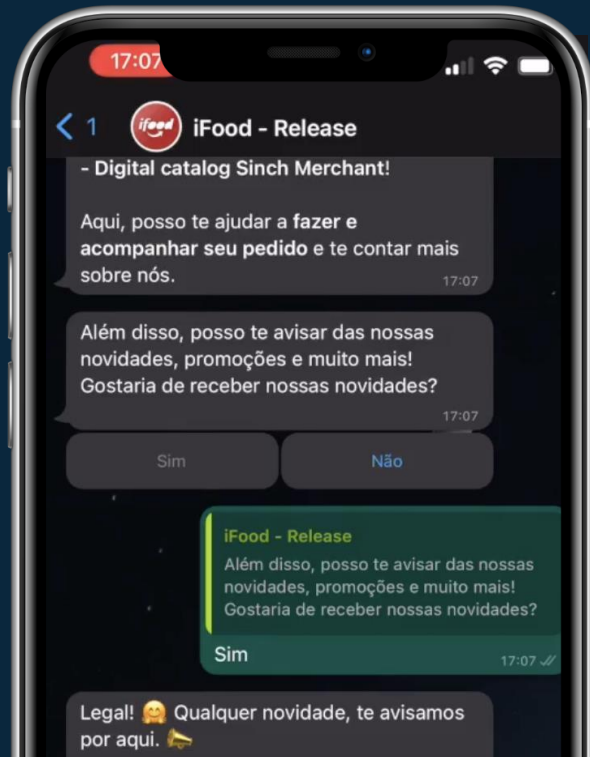 17:07
1
ifood
iFood - Release
- Digital catalog Sinch Merchant!
Aqui, posso te ajudar a fazer e
acompanhar seu pedido e te contar mais
sobre nós.
17:07
Além disso, posso te avisar das nossas
novidades, promoções e muito mais!
Gostaria de receber nossas novidades?
17:07
Sim
Não
iFood - Release
Além disso, posso te avisar das nossas
novidades, promoções e muito mais!
Gostaria de receber nossas novidades?
Sim
17:07
Legal! 🤗 Qualquer novidade, te avisamos
por aqui. 📣